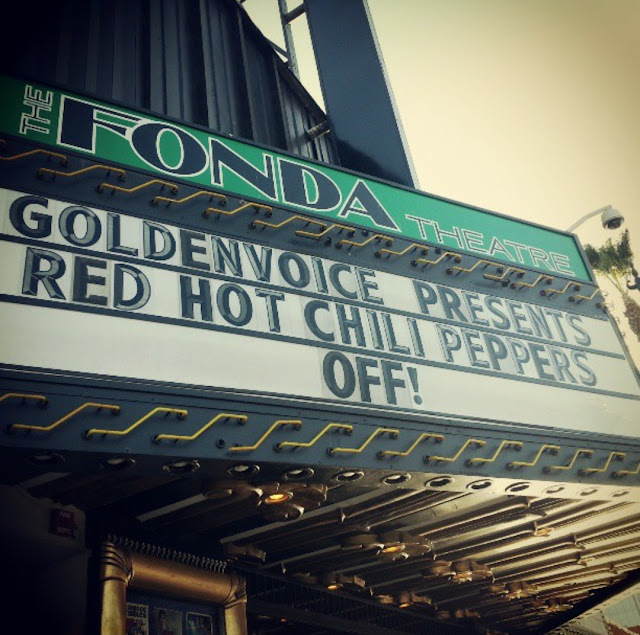 THE FONDA THEATRE
GOLDENVOICE PRESENTS
RED HOT CHILI PEPPERS
OFF!